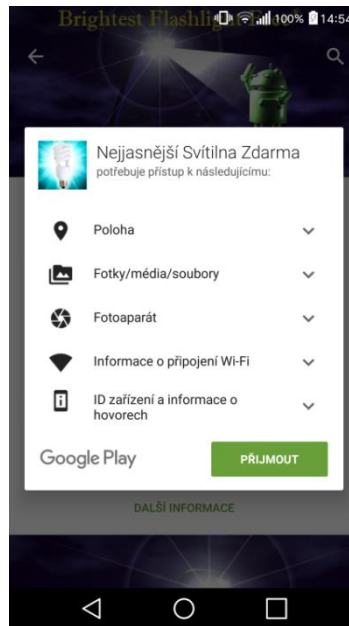 Brightest Flashlight Free®
100% 14:54
Nejjasnější Svítilna Zdarma
potřebuje přístup k následujícímu:
Poloha
Fotky/média/soubory
Fotoaparát
Informace o připojení Wi-Fi
ID zařízení a informace o
hovorech
Google Play
PŘIJMOUT
DALŠÍ INFORMACE